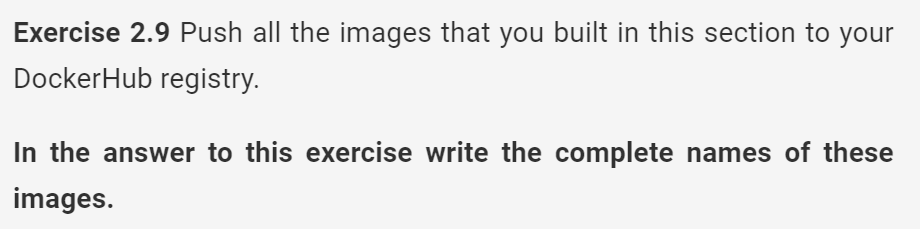 Exercise 2.9 Push all the images that you built in this section to your
DockerHub registry.
In the answer to this exercise write the complete names of these
images.